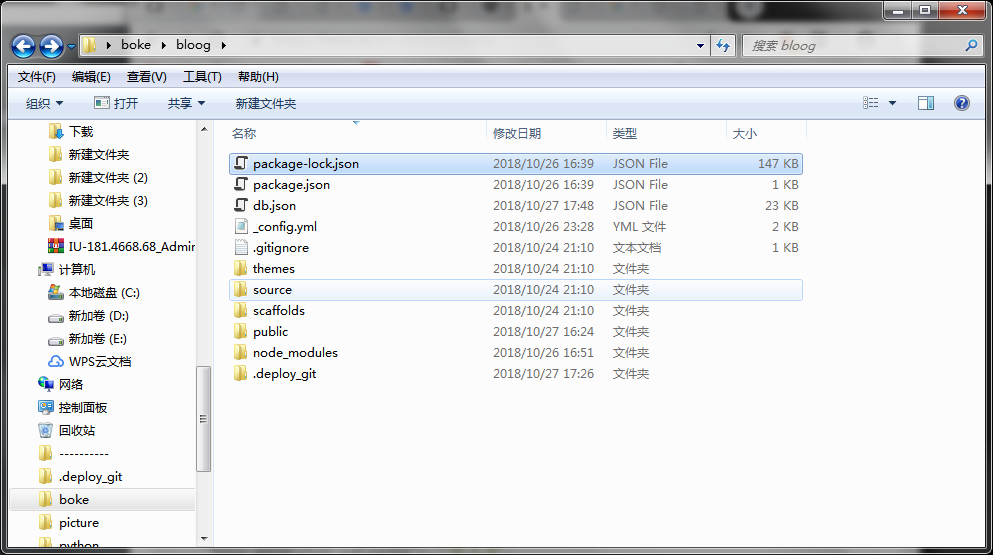 boke bloog
搜索 bloog
文件(F) 编辑(E) 查看(V) 工具(T) 帮助(H)
组织 打开 共享 新建文件夹
下载
新建文件夹
新建文件夹 (2)
新建文件夹 (3)
桌面
IU-181.4668.68_Admir
计算机
本地磁盘 (C:)
新加卷 (D:)
新加卷 (E:)
WPS云文档
网络
控制面板
回收站
----------
.deploy_git
boke
picture
python
名称 修改日期 类型 大小
package-lock.json 2018/10/26 16:39 JSON File 147 KB
package.json 2018/10/26 16:39 JSON File 1 KB
db.json 2018/10/27 17:48 JSON File 23 KB
_config.yml 2018/10/26 23:28 YML 文件 2 KB
.gitignore 2018/10/24 21:10 文本文档 1 KB
themes 2018/10/24 21:10 文件夹
source 2018/10/24 21:10 文件夹
scaffolds 2018/10/24 21:10 文件夹
public 2018/10/27 16:24 文件夹
node_modules 2018/10/26 16:51 文件夹
.deploy_git 2018/10/27 17:26 文件夹